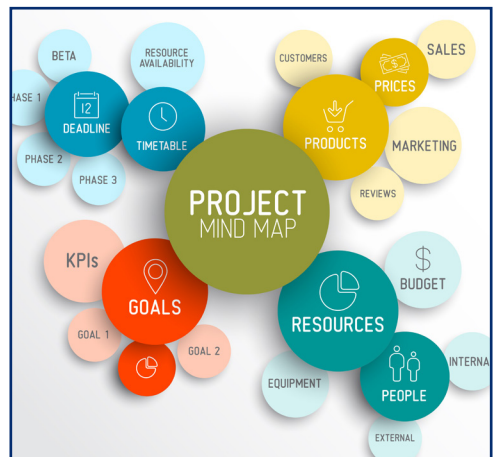 BETA
RESOURCE
AVAILABILITY
HASE 1
12
DEADLINE
TIMETABLE
PHASE 2
PHASE 3
CUSTOMERS
$
PRICES
SALES
PRODUCTS
MARKETING
REVIEWS
PROJECT
MIND MAP
KPIs
GOALS
GOAL 1
GOAL 2
$
BUDGET
RESOURCES
EQUIPMENT
PEOPLE
INTERNA
EXTERNAL